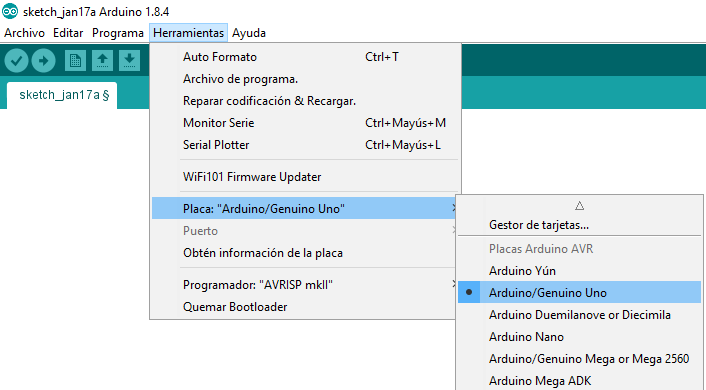 sketch_jan17a Arduino 1.8.4
Archivo Editar Programa Herramientas Ayuda
sketch_jan17a §
Auto Formato Ctrl+T
Archivo de programa.
Reparar codificación & Recargar.
Monitor Serie Ctrl+Mayús+M
Serial Plotter Ctrl+Mayús+L
WiFi101 Firmware Updater
Placa: "Arduino/Genuino Uno"
Puerto
Obtén información de la placa
Programador: "AVRISP mkII"
Quemar Bootloader
Gestor de tarjetas...
Placas Arduino AVR
Arduino Yún
Arduino/Genuino Uno
Arduino Duemilanove or Diecimila
Arduino Nano
Arduino/Genuino Mega or Mega 2560
Arduino Mega ADK